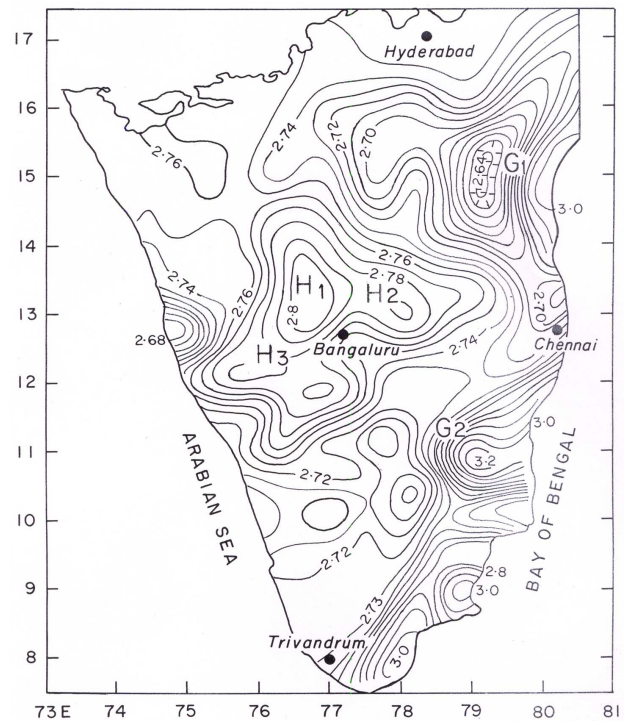 17
Hyderabad
16
2.74
2.72
2.70
2.76
15
2.64
G1
3.0
14
2.76
2.74
2.78
2.76
H1
H2
13
2.8
2.70
2.68
Bangaluru
2.74
Chennai
H3
12
3.0
G2
11
3.2
2.72
ARABIAN SEA
BAY OF BENGAL
10
2.72
9
2.8
3.0
2.73
Trivandrum
8
3.0
73 E 74 75 76 77 78 79 80 81